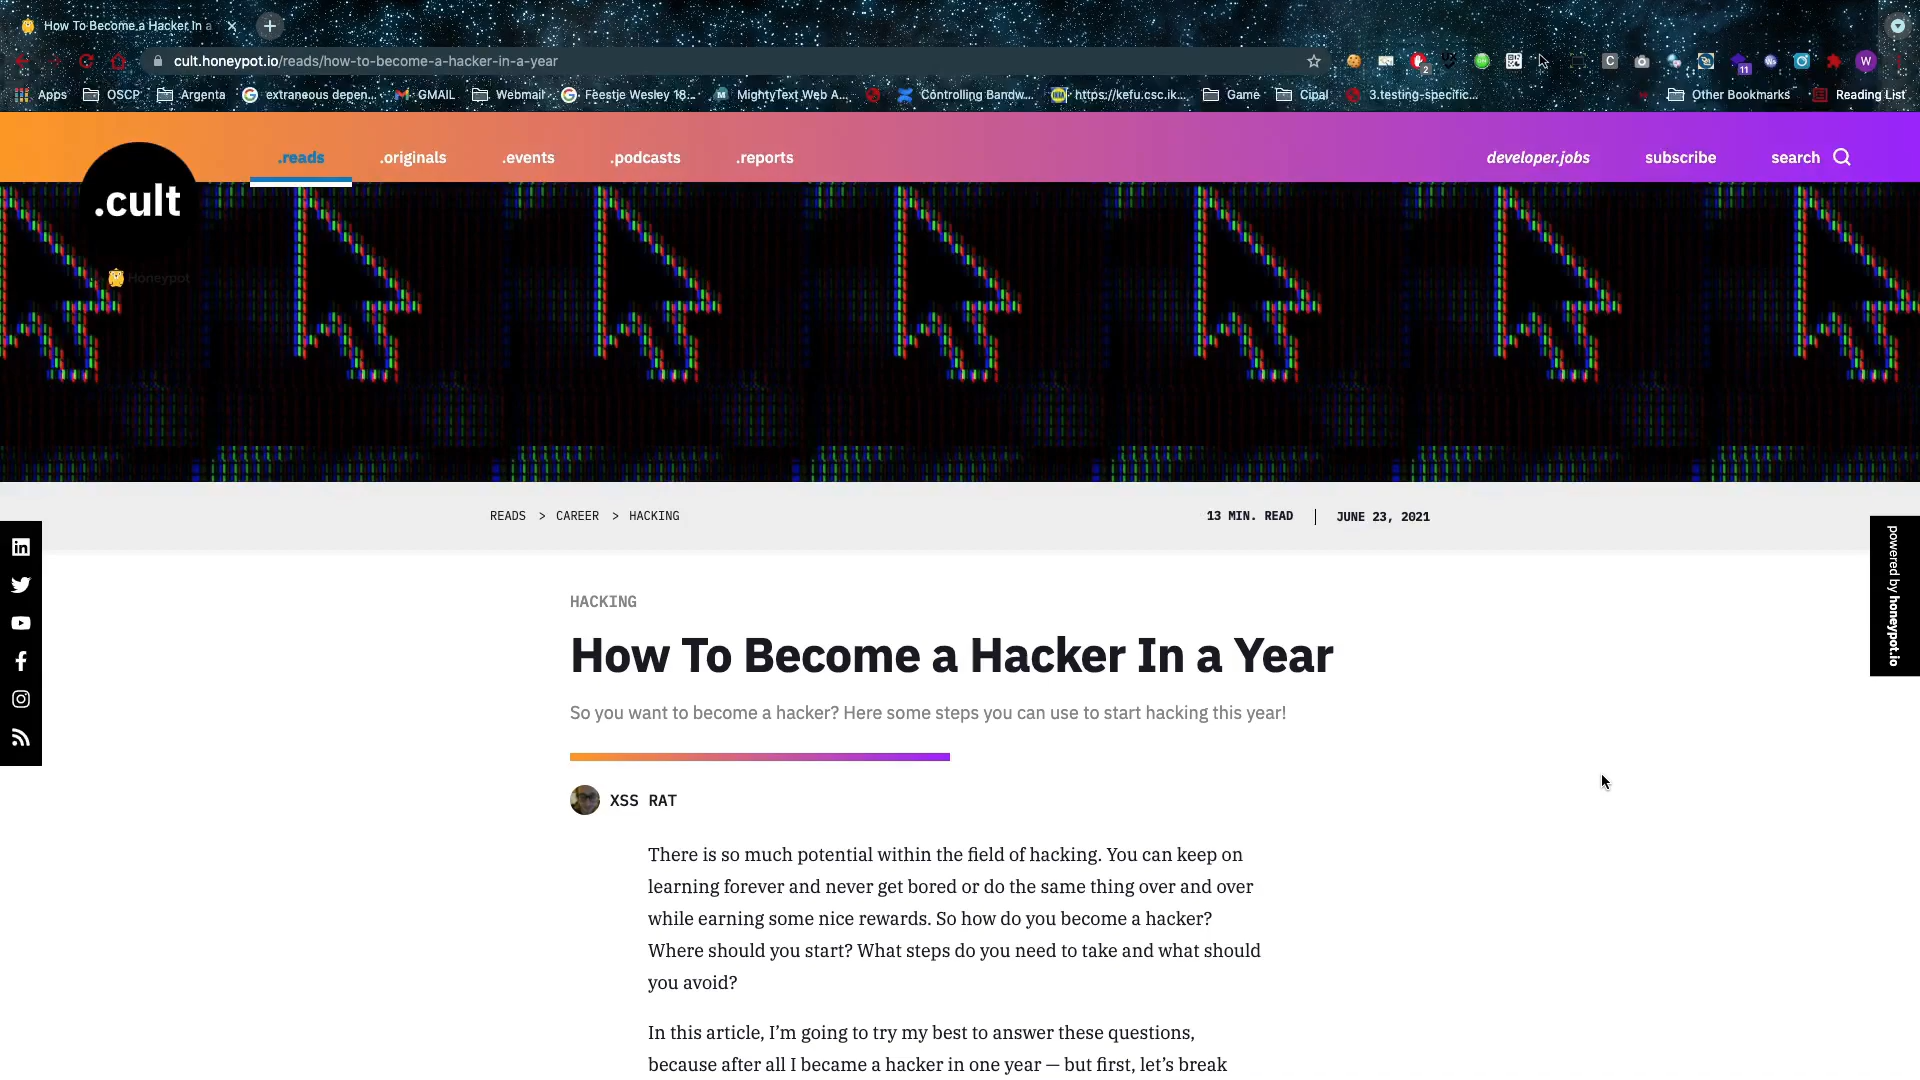 How To Become a Hacker In a
cult.honeypot.io/reads/how-to-become-a-hacker-in-a-year
2
C
11
W
Apps
OSCP
Argenta
extraneous depen...
GMAIL
Webmail
Feestje Wesley 18...
MightyText Web A...
Controlling Bandw...
https://kefu.csc.ik...
Game
Cipal
3.testing-specific...
Other Bookmarks
Reading List
.cult
Honeypot
.reads
.originals
.events
.podcasts
.reports
developer.jobs
subscribe
search
READS > CAREER > HACKING
13 MIN. READ | JUNE 23, 2021
powered by honeypot.io
HACKING
How To Become a Hacker In a Year
So you want to become a hacker? Here some steps you can use to start hacking this year!
XSS RAT
There is so much potential within the field of hacking. You can keep on
learning forever and never get bored or do the same thing over and over
while earning some nice rewards. So how do you become a hacker?
Where should you start? What steps do you need to take and what should
you avoid?
In this article, I’m going to try my best to answer these questions,
because after all I became a hacker in one year — but first, let’s break